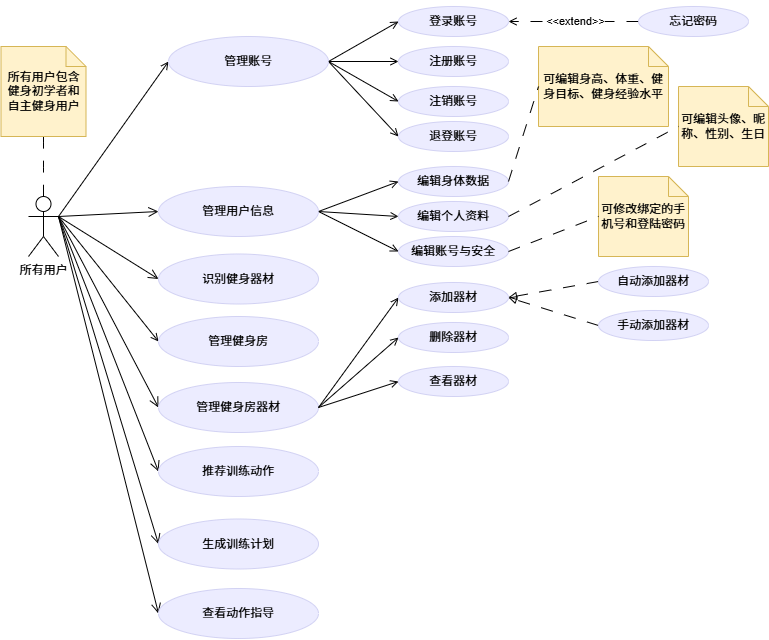 登录账号
<<extend>>
忘记密码
管理账号
注册账号
注销账号
退登账号
所有用户包含
健身初学者和
自主健身用户
可编辑身高、体重、健
身目标、健身经验水平
可编辑头像、昵
称、性别、生日
编辑身体数据
管理用户信息
编辑个人资料
可修改绑定的手
机号和登陆密码
编辑账号与安全
所有用户
识别健身器材
自动添加器材
添加器材
手动添加器材
管理健身房
删除器材
查看器材
管理健身房器材
推荐训练动作
生成训练计划
查看动作指导